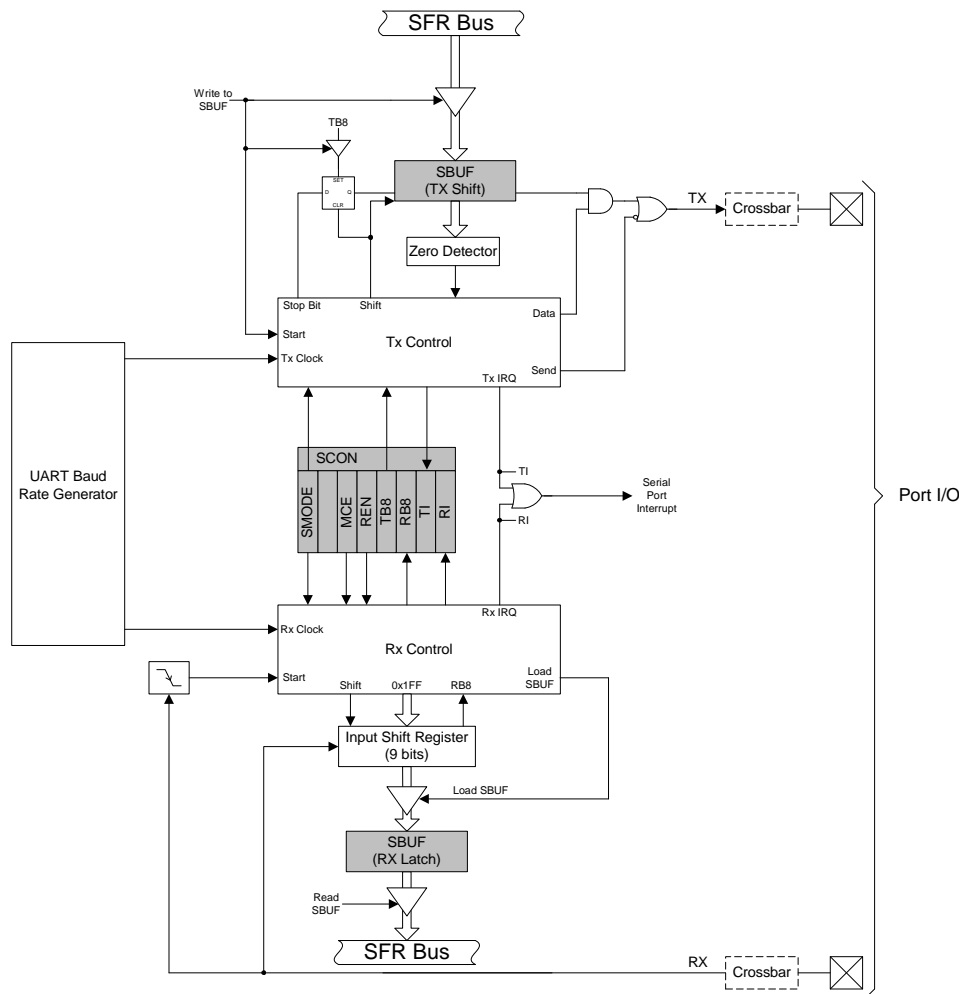 SFR Bus
Write to
SBUF
TB8
SET
D
Q
CLR
SBUF
(TX Shift)
TX
Crossbar
Zero Detector
Stop Bit
Shift
Data
Start
Tx Control
Tx Clock
Send
Tx IRQ
UART Baud
Rate Generator
SCON
SMODE
MCE
REN
TB8
RB8
TI
RI
TI
Serial
Port
Interrupt
RI
Port I/O
Rx IRQ
Rx Clock
Rx Control
Start
Load
SBUF
Shift
0x1FF
RB8
Input Shift Register
(9 bits)
Load SBUF
SBUF
(RX Latch)
Read
SBUF
SFR Bus
RX
Crossbar